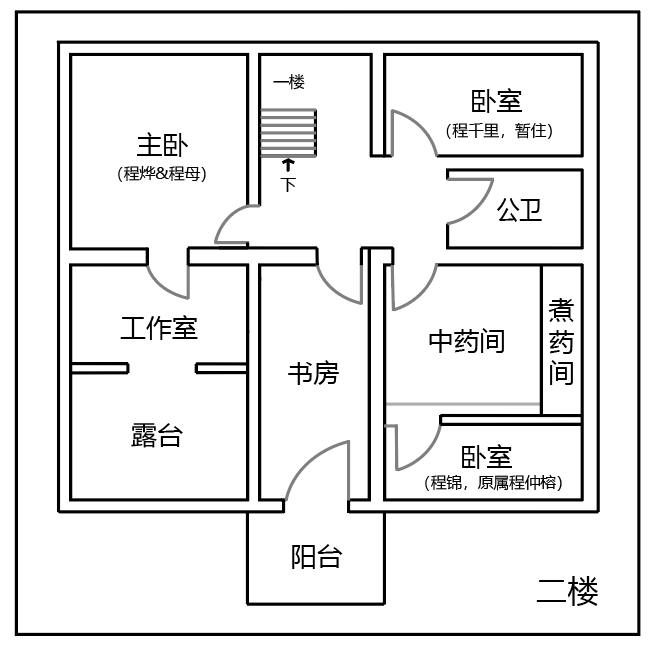 一楼
下
主卧
(程烨&程母)
卧室
(程千里，暂住)
公卫
工作室
露台
书房
中药间
煮药间
卧室
(程锦，原属程仲榕)
阳台
二楼